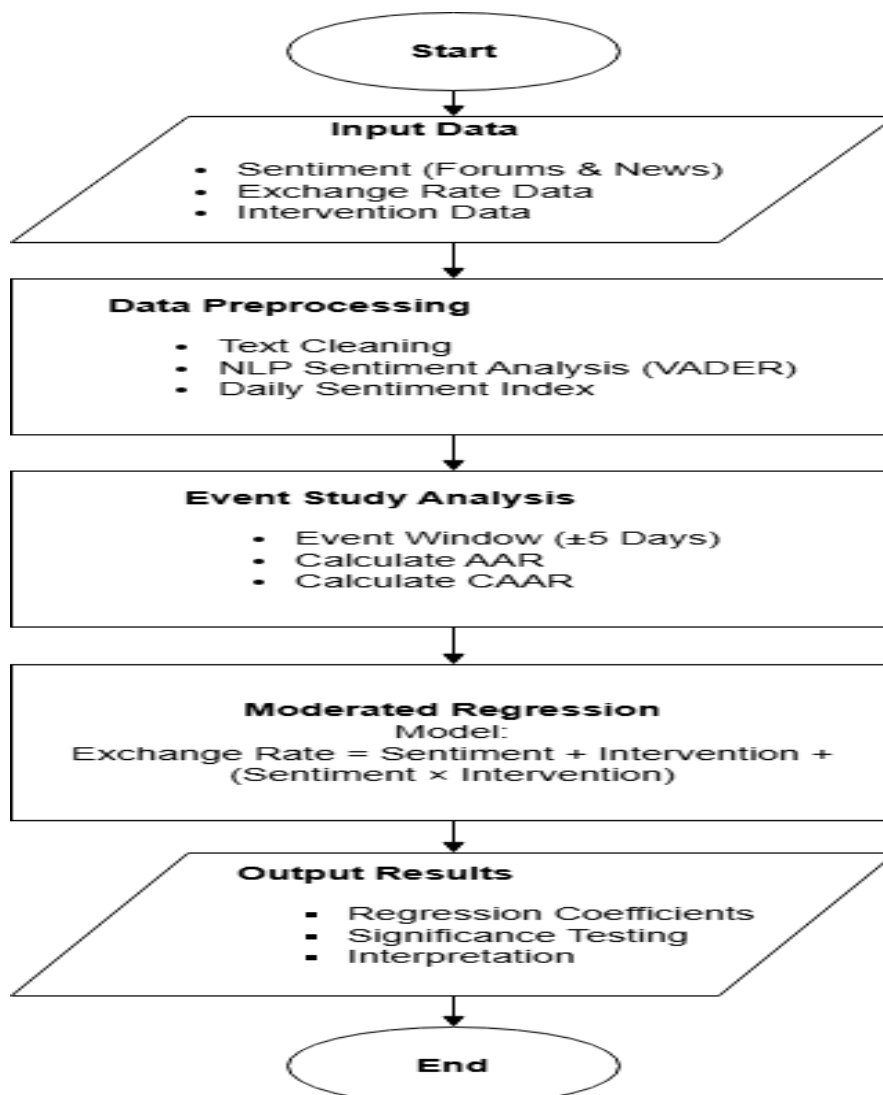 Start
Input Data
• Sentiment (Forums & News)
• Exchange Rate Data
• Intervention Data
Data Preprocessing
• Text Cleaning
• NLP Sentiment Analysis (VADER)
• Daily Sentiment Index
Event Study Analysis
• Event Window (±5 Days)
• Calculate AAR
• Calculate CAAR
Moderated Regression
Model:
Exchange Rate = Sentiment + Intervention +
(Sentiment × Intervention)
Output Results
▪ Regression Coefficients
▪ Significance Testing
▪ Interpretation
End